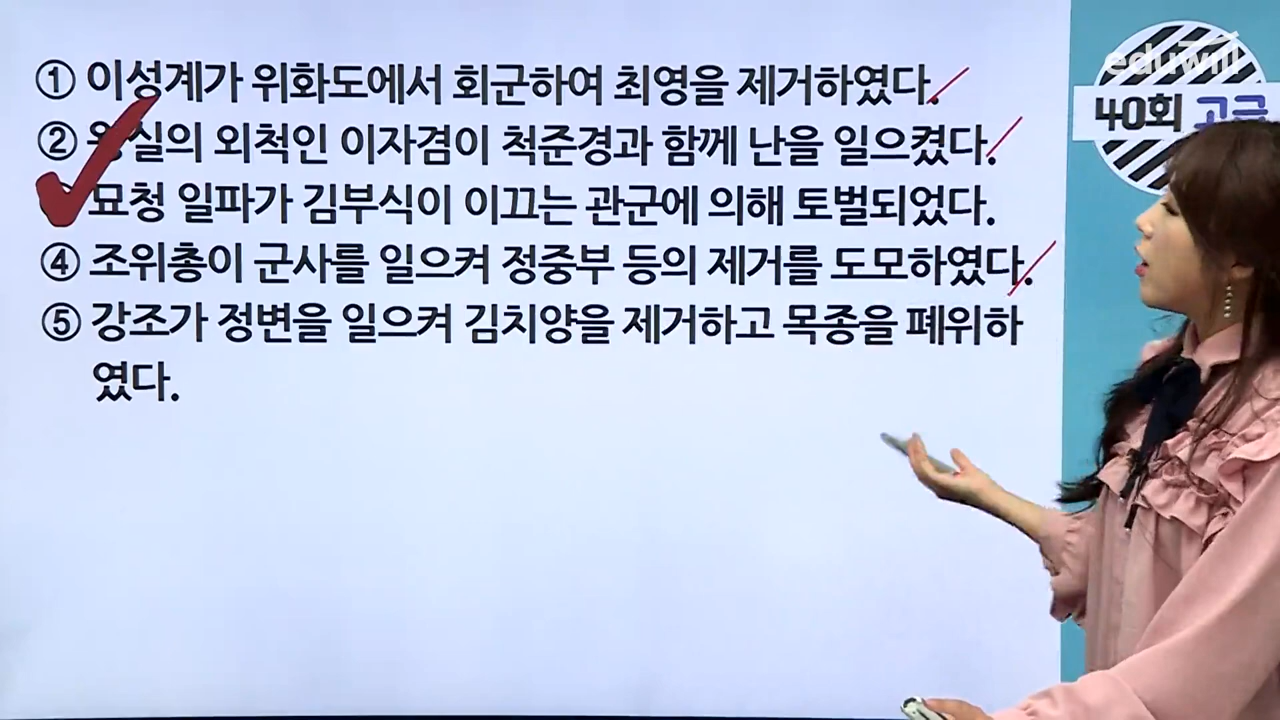 eduwill
40회 고급
① 이성계가 위화도에서 회군하여 최영을 제거하였다.
② 왕실의 외척인 이자겸이 척준경과 함께 난을 일으켰다.
묘청 일파가 김부식이 이끄는 관군에 의해 토벌되었다.
④ 조위총이 군사를 일으켜 정중부 등의 제거를 도모하였다.
⑤ 강조가 정변을 일으켜 김치양을 제거하고 목종을 폐위하
였다.